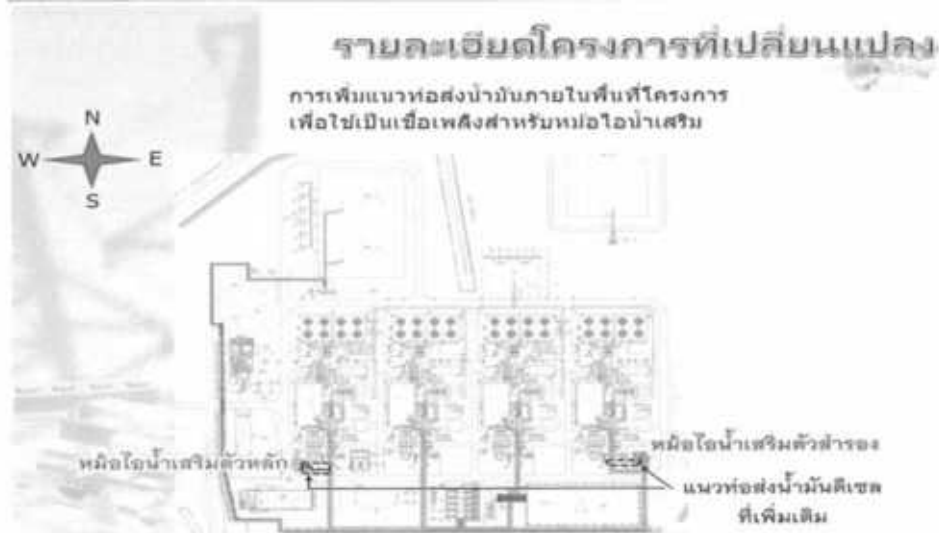 รายละเอียดโครงการที่เปลี่ยนแปลง
การเพิ่มแนวท่อส่งน้ำมันภายในพื้นที่โครงการ
เพื่อใช้เป็นเชื้อเพลิงสำหรับหม้อไอน้ำเสริม
N
W E
S
หม้อไอน้ำเสริมตัวสำรอง
หม้อไอน้ำเสริมตัวหลัก
แนวท่อส่งน้ำมันดีเซล
ที่เพิ่มเติม